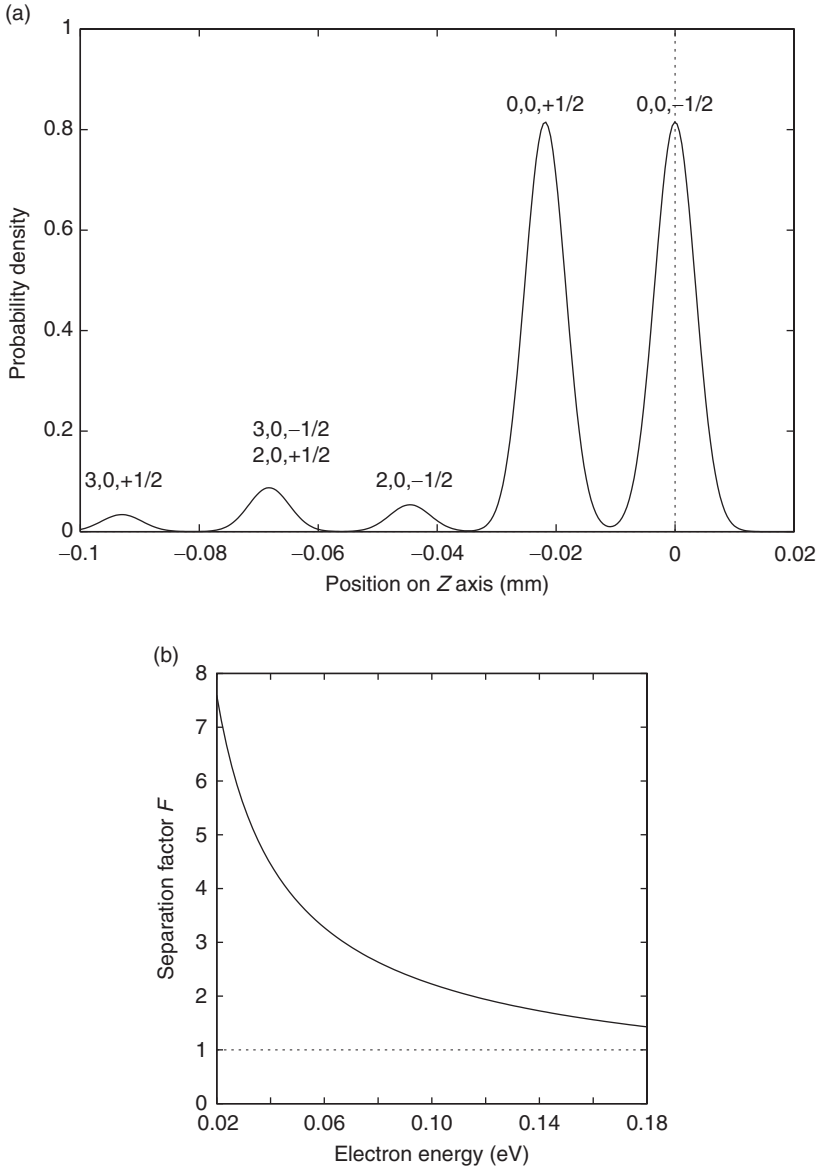 (a)
1
0.8
0.6
0.4
0.2
0
Probability density
0,0,+1/2 0,0,−1/2
3,0,−1/2
2,0,+1/2
3,0,+1/2 2,0,−1/2
−0.1 −0.08 −0.06 −0.04 −0.02 0 0.02
Position on Z axis (mm)
(b)
8
7
6
5
4
3
2
1
0
Separation factor F
0.02 0.06 0.10 0.14 0.18
Electron energy (eV)